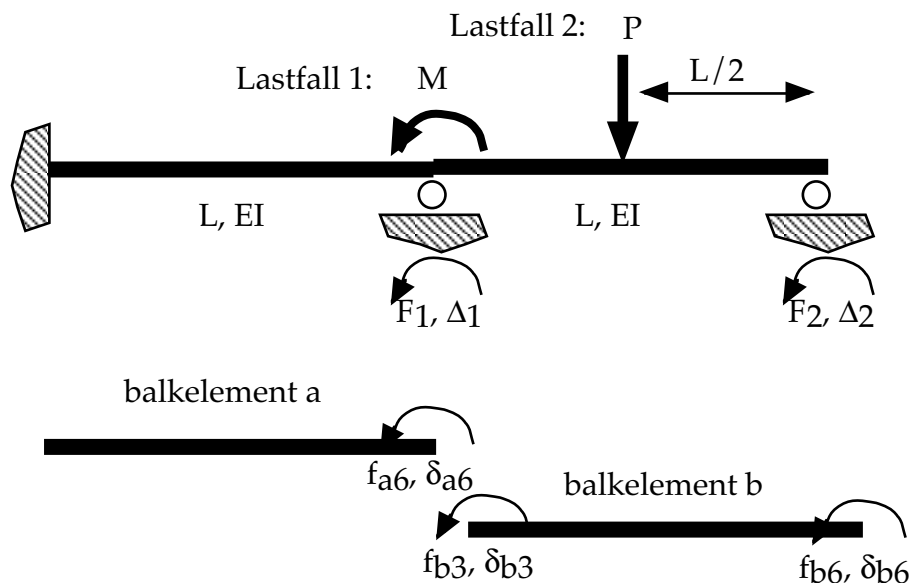 Lastfall 2: P
Lastfall 1: M
L/2
L, EI
L, EI
F1, Δ1
F2, Δ2
balkelement a
fa6, δa6
balkelement b
fb3, δb3
fb6, δb6